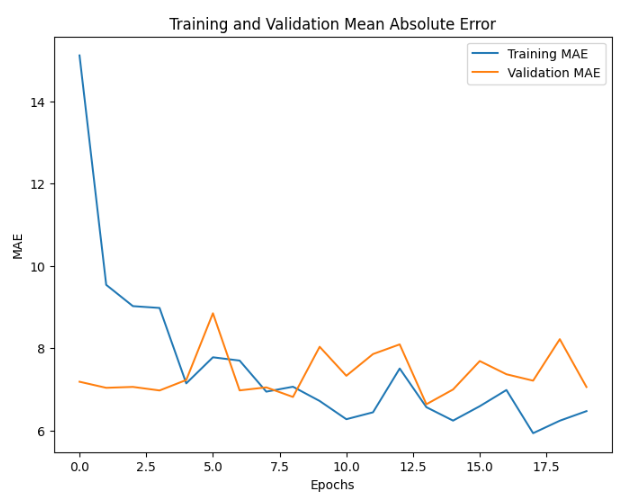 Training and Validation Mean Absolute Error
Training MAE
Validation MAE
14
12
10
8
6
MAE
0.0 2.5 5.0 7.5 10.0 12.5 15.0 17.5
Epochs